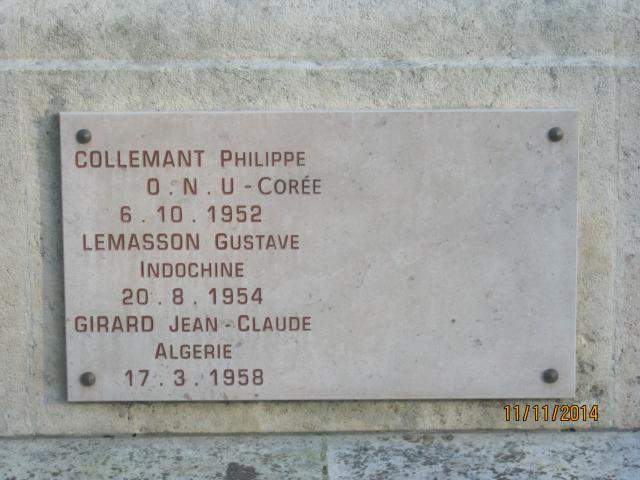 COLLEMANT PHILIPPE
O . N . U - CORÉE
6 . 10 . 1952
LEMASSON GUSTAVE
INDOCHINE
20 . 8 . 1954
GIRARD JEAN - CLAUDE
ALGERIE
17 . 3 . 1958
11/11/2014